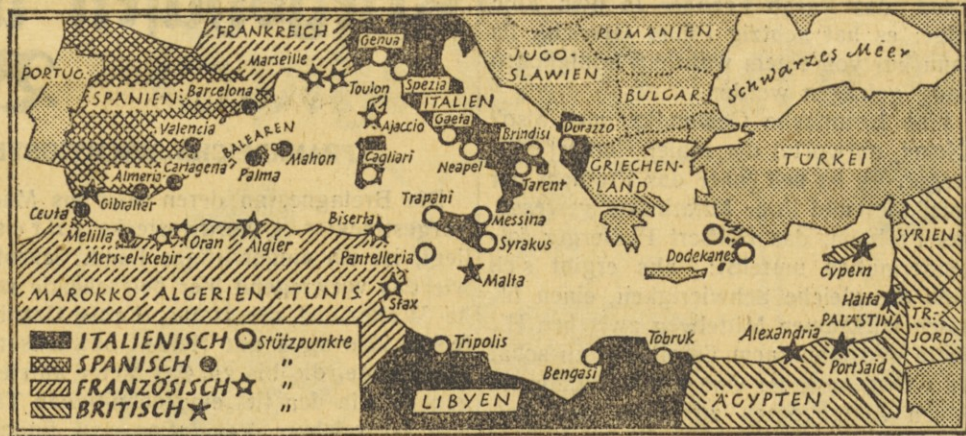 FRANKREICH
Genua
RUMÄNIEN
Marseille
JUGO-
SLAWIEN
Schwarzes Meer
PORTUG.
SPANIEN
Barcelona
Toulon
Spezia
ITALIEN
BULGAR.
Ajaccio
Gaeta
Brindisi
Durazzo
Valencia
BALEAREN
Mahon
Cagliari
Neapel
GRIECHEN-
LAND
TÜRKEI
Almeria
Cartagena
Palma
Tarent
Ceuta
Gibraltar
Trapani
Messina
Melilla
Mers-el-Kebir
Oran
Algier
Biserta
Syrakus
Dodekanes
Cypern
SYRIEN
Pantelleria
Malta
MAROKKO
ALGERIEN
TUNIS
Sfax
Haifa
PALÄSTINA
TR.-
JORD.
ITALIENISCH Stützpunkte
SPANISCH "
FRANZÖSISCH "
BRITISCH "
Tripolis
Bengasi
Tobruk
Alexandria
Port Said
LIBYEN
ÄGYPTEN